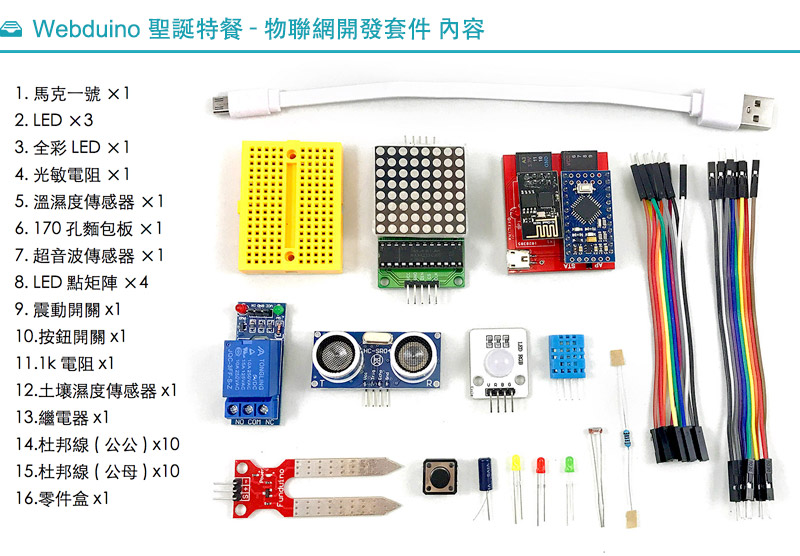 Webduino 聖誕特餐 - 物聯網開發套件 內容
1. 馬克一號 ×1
2. LED ×3
3. 全彩 LED ×1
4. 光敏電阻 ×1
5. 溫濕度傳感器 ×1
6. 170 孔麵包板 ×1
7. 超音波傳感器 ×1
8. LED 點矩陣 ×4
9. 震動開關 x1
10.按鈕開關 x1
11.1k 電阻 x1
12.土壤濕度傳感器 x1
13.繼電器 x1
14.杜邦線 ( 公公 ) x10
15.杜邦線 ( 公母 ) x10
16.零件盒 x1
NO COM NC
HC-SR04
T
R
LED RGB
Funduino